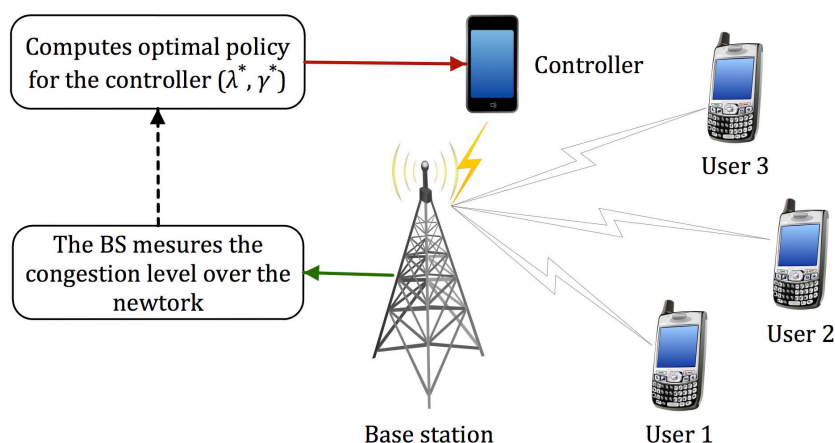 Computes optimal policy
for the controller (λ*, γ*)
Controller
User 3
The BS mesures the
congestion level over the
newtork
User 2
User 1
Base station